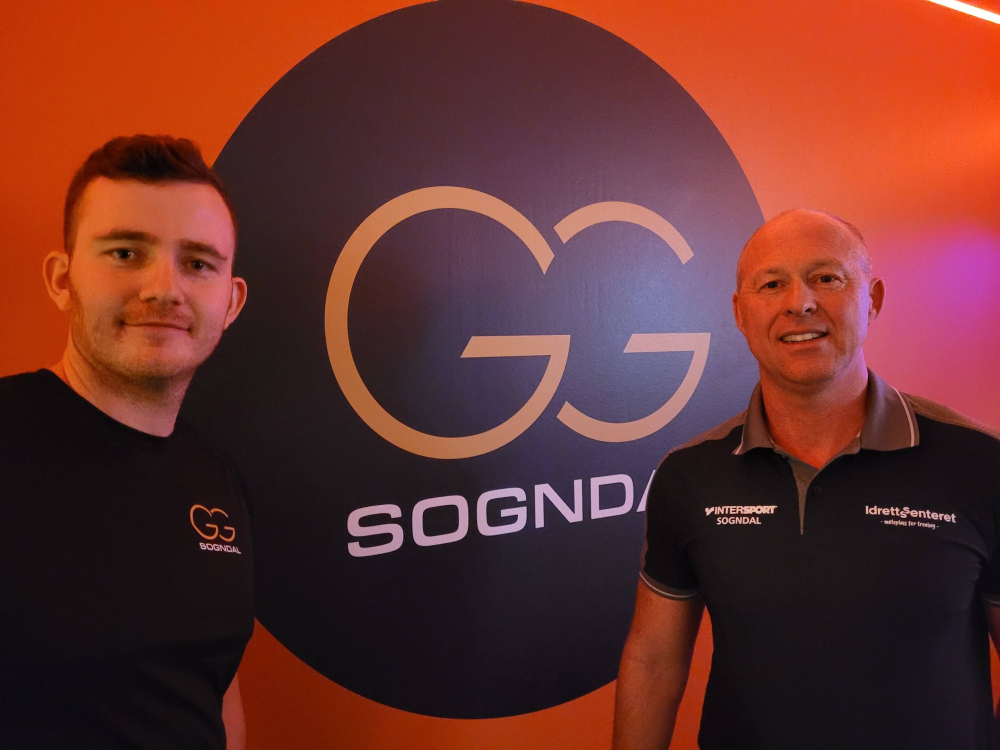 GG
SOGNDA
GG
SOGNDAL
INTERSPORT
SOGNDAL
IdrettsSenteret
- møteplass for trening -